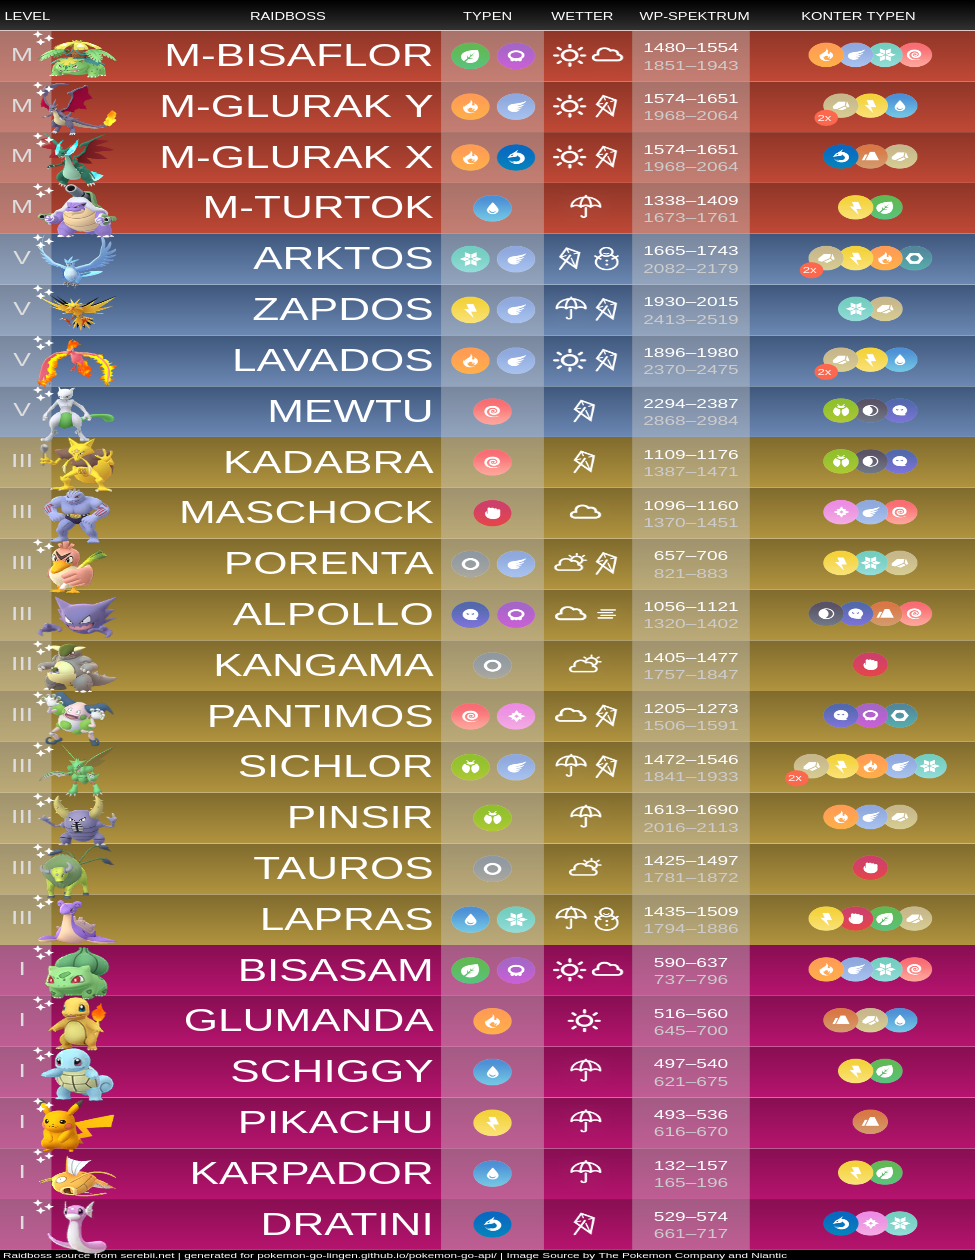 LEVEL RAIDBOSS TYPEN WETTER WP-SPEKTRUM KONTER TYPEN
M M-BISAFLOR 1480–1554
1851–1943
M M-GLURAK Y 1574–1651
1968–2064
2x
M M-GLURAK X 1574–1651
1968–2064
M M-TURTOK 1338–1409
1673–1761
V ARKTOS 1665–1743
2082–2179
2x
V ZAPDOS 1930–2015
2413–2519
V LAVADOS 1896–1980
2370–2475
2x
V MEWTU 2294–2387
2868–2984
III KADABRA 1109–1176
1387–1471
III MASCHOCK 1096–1160
1370–1451
III PORENTA 657–706
821–883
III ALPOLLO 1056–1121
1320–1402
III KANGAMA 1405–1477
1757–1847
III PANTIMOS 1205–1273
1506–1591
III SICHLOR 1472–1546
1841–1933
2x
III PINSIR 1613–1690
2016–2113
III TAUROS 1425–1497
1781–1872
III LAPRAS 1435–1509
1794–1886
I BISASAM 590–637
737–796
I GLUMANDA 516–560
645–700
I SCHIGGY 497–540
621–675
I PIKACHU 493–536
616–670
I KARPADOR 132–157
165–196
I DRATINI 529–574
661–717
Raidboss source from serebii.net | generated for pokemon-go-lingen.github.io/pokemon-go-api/ | Image Source by The Pokemon Company and Niantic